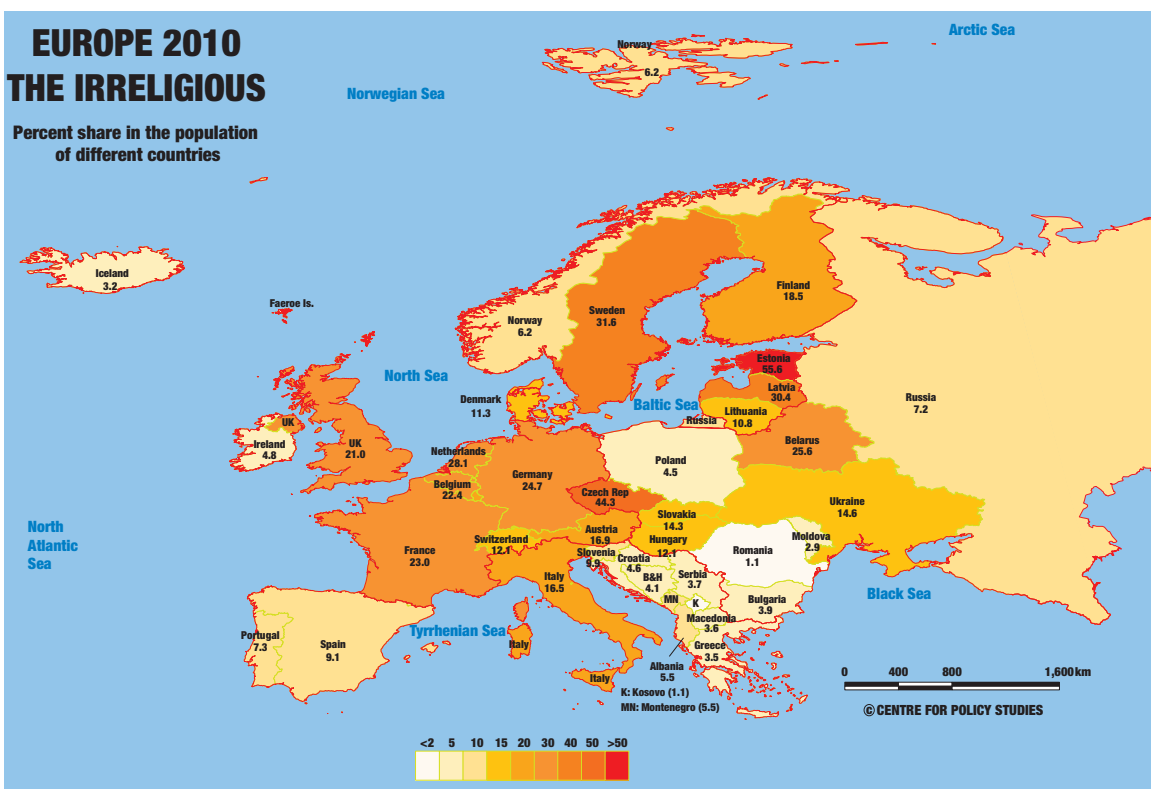 EUROPE 2010
THE IRRELIGIOUS
Percent share in the population
of different countries
Arctic Sea
Norway
6.2
Norwegian Sea
Iceland
3.2
Faeroe Is.
Finland
18.5
Sweden
31.6
Norway
6.2
Estonia
55.6
North Sea
Latvia
30.4
Denmark
11.3
Baltic Sea
Lithuania
10.8
Russia
7.2
Russia
UK
Ireland
4.8
UK
21.0
Belarus
25.6
Netherlands
28.1
Poland
4.5
Germany
24.7
Belgium
22.4
Czech Rep
44.3
Ukraine
14.6
Slovakia
14.3
North
Atlantic
Sea
Austria
16.9
Switzerland
12.1
Hungary
12.1
Moldova
2.9
France
23.0
Romania
1.1
Slovenia
9.9
Croatia
4.6
Italy
16.5
B&H
4.1
Serbia
3.7
Black Sea
MN
K
Bulgaria
3.9
Macedonia
3.6
Tyrrhenian Sea
Portugal
7.3
Spain
9.1
Italy
Greece
3.5
Albania
5.5
Italy
K: Kosovo (1.1)
MN: Montenegro (5.5)
0 400 800 1,600km
© CENTRE FOR POLICY STUDIES
<2 5 10 15 20 30 40 50 >50